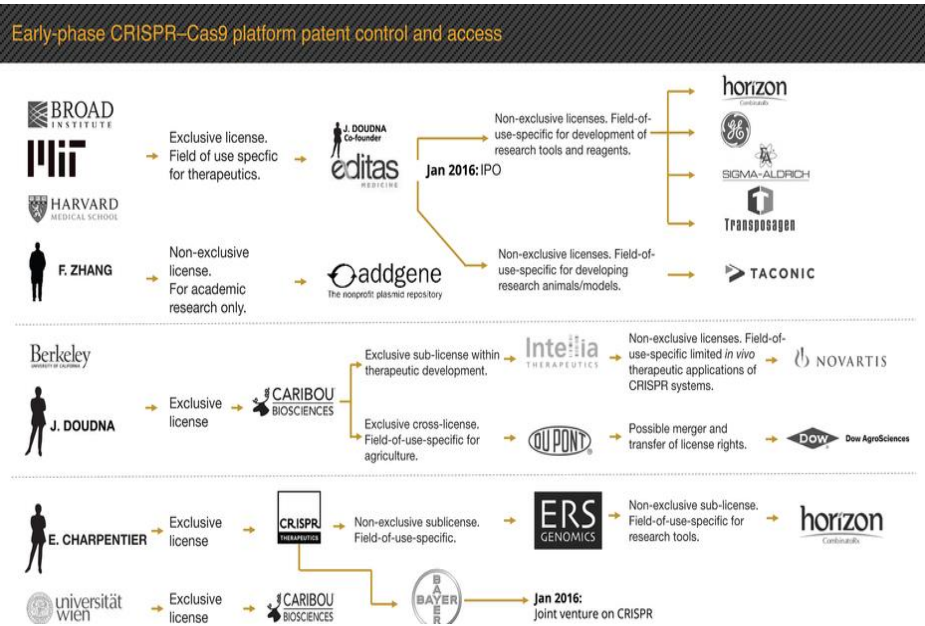 Early-phase CRISPR–Cas9 platform patent control and access
BROAD
INSTITUTE
MiT
HARVARD
MEDICAL SCHOOL
F. ZHANG
Exclusive license.
Field of use specfic
for therapeutics.
Non-exclusive
license.
For academic
research only.
J. DOUDNA
Co-founder
editas
MEDICINE
Jan 2016: IPO
addgene
The nonprofit plasmid repository
Non-exclusive licenses. Field-of-
use-specific for development of
research tools and reagents.
Non-exclusive licenses. Field-of-
use-specific for developing
research animals/models.
horizon
CombinatoRx
GE
SIGMA-ALDRICH
Transposagen
TACONIC
Berkeley
UNIVERSITY OF CALIFORNIA
J. DOUDNA
Exclusive
license
CARIBOU
BIOSCIENCES
Exclusive sub-license within
therapeutic development.
Intellia
THERAPEUTICS
Non-exclusive licenses. Field-of-
use-specific limited in vivo
therapeutic applications of
CRISPR systems.
NOVARTIS
Exclusive cross-license.
Field-of-use-specific for
agriculture.
DUPONT
Possible merger and
transfer of license rights.
Dow
Dow AgroSciences
E. CHARPENTIER
Exclusive
license
CRISPR
THERAPEUTICS
Non-exclusive sublicense.
Field-of-use-specific.
ERS
GENOMICS
Non-exclusive sub-license.
Field-of-use-specific for
research tools.
horizon
CombinatoRx
universität
wien
Exclusive
license
CARIBOU
BIOSCIENCES
BAYER
BAYER
Jan 2016:
Joint venture on CRISPR